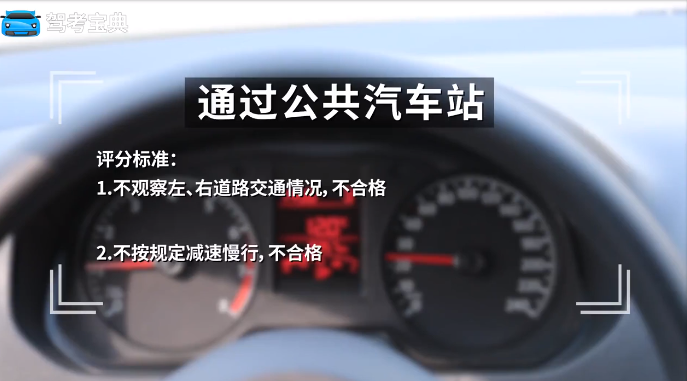 驾考宝典
通过公共汽车站
评分标准：
1.不观察左、右道路交通情况，不合格
2.不按规定减速慢行，不合格